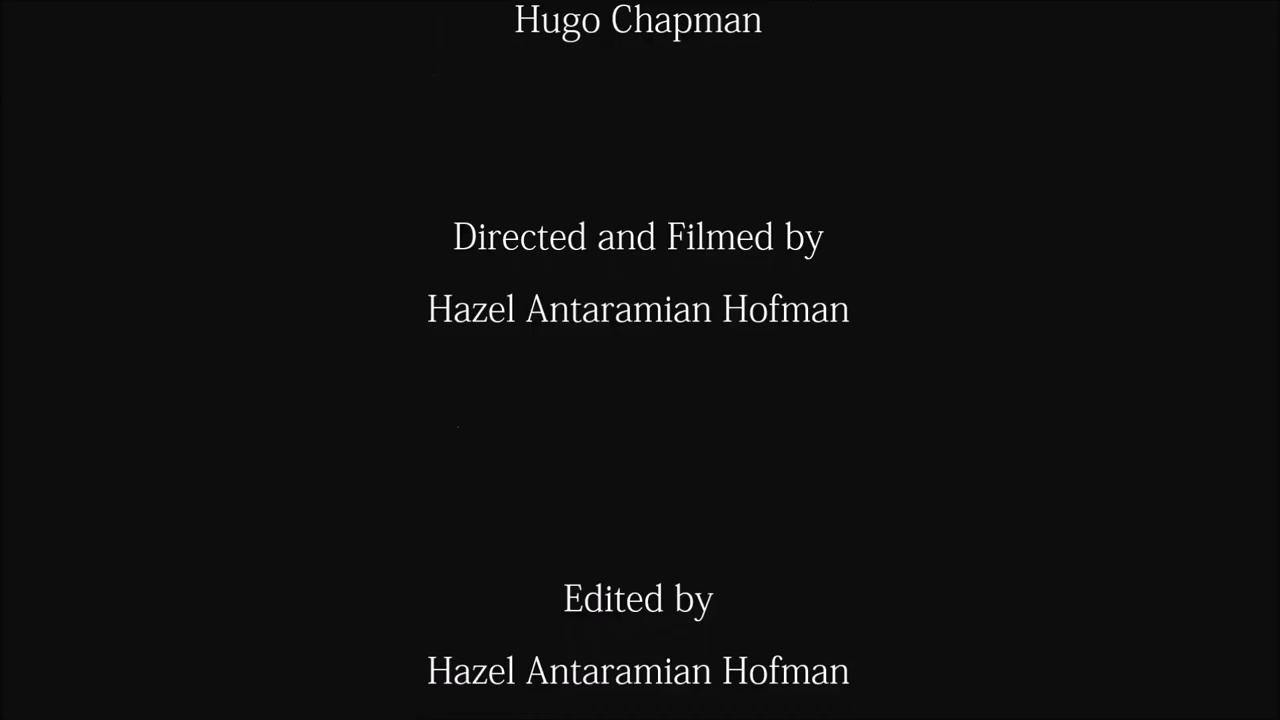 Hugo Chapman
Directed and Filmed by
Hazel Antaramian Hofman
Edited by
Hazel Antaramian Hofman